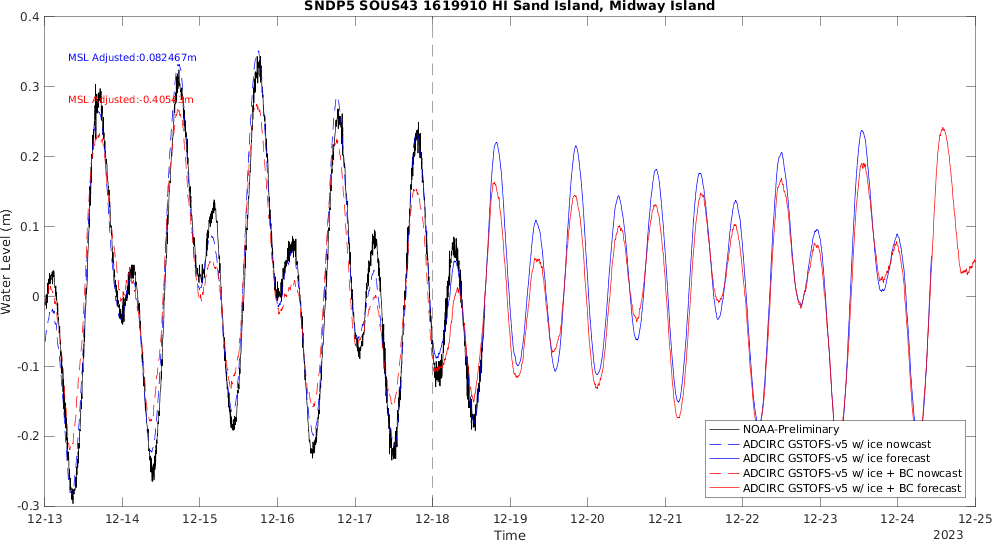 SNDP5 SOUS43 1619910 HI Sand Island, Midway Island
Water Level (m)
0.4
0.3
0.2
0.1
0
-0.1
-0.2
-0.3
MSL Adjusted:0.082467m
MSL Adjusted:
NOAA-Preliminary
ADCIRC GSTOFS-v5 w/ ice nowcast
ADCIRC GSTOFS-v5 w/ ice forecast
ADCIRC GSTOFS-v5 w/ ice + BC nowcast
ADCIRC GSTOFS-v5 w/ ice + BC forecast
12-13 12-14 12-15 12-16 12-17 12-18 12-19 12-20 12-21 12-22 12-23 12-24 12-25
Time
2023